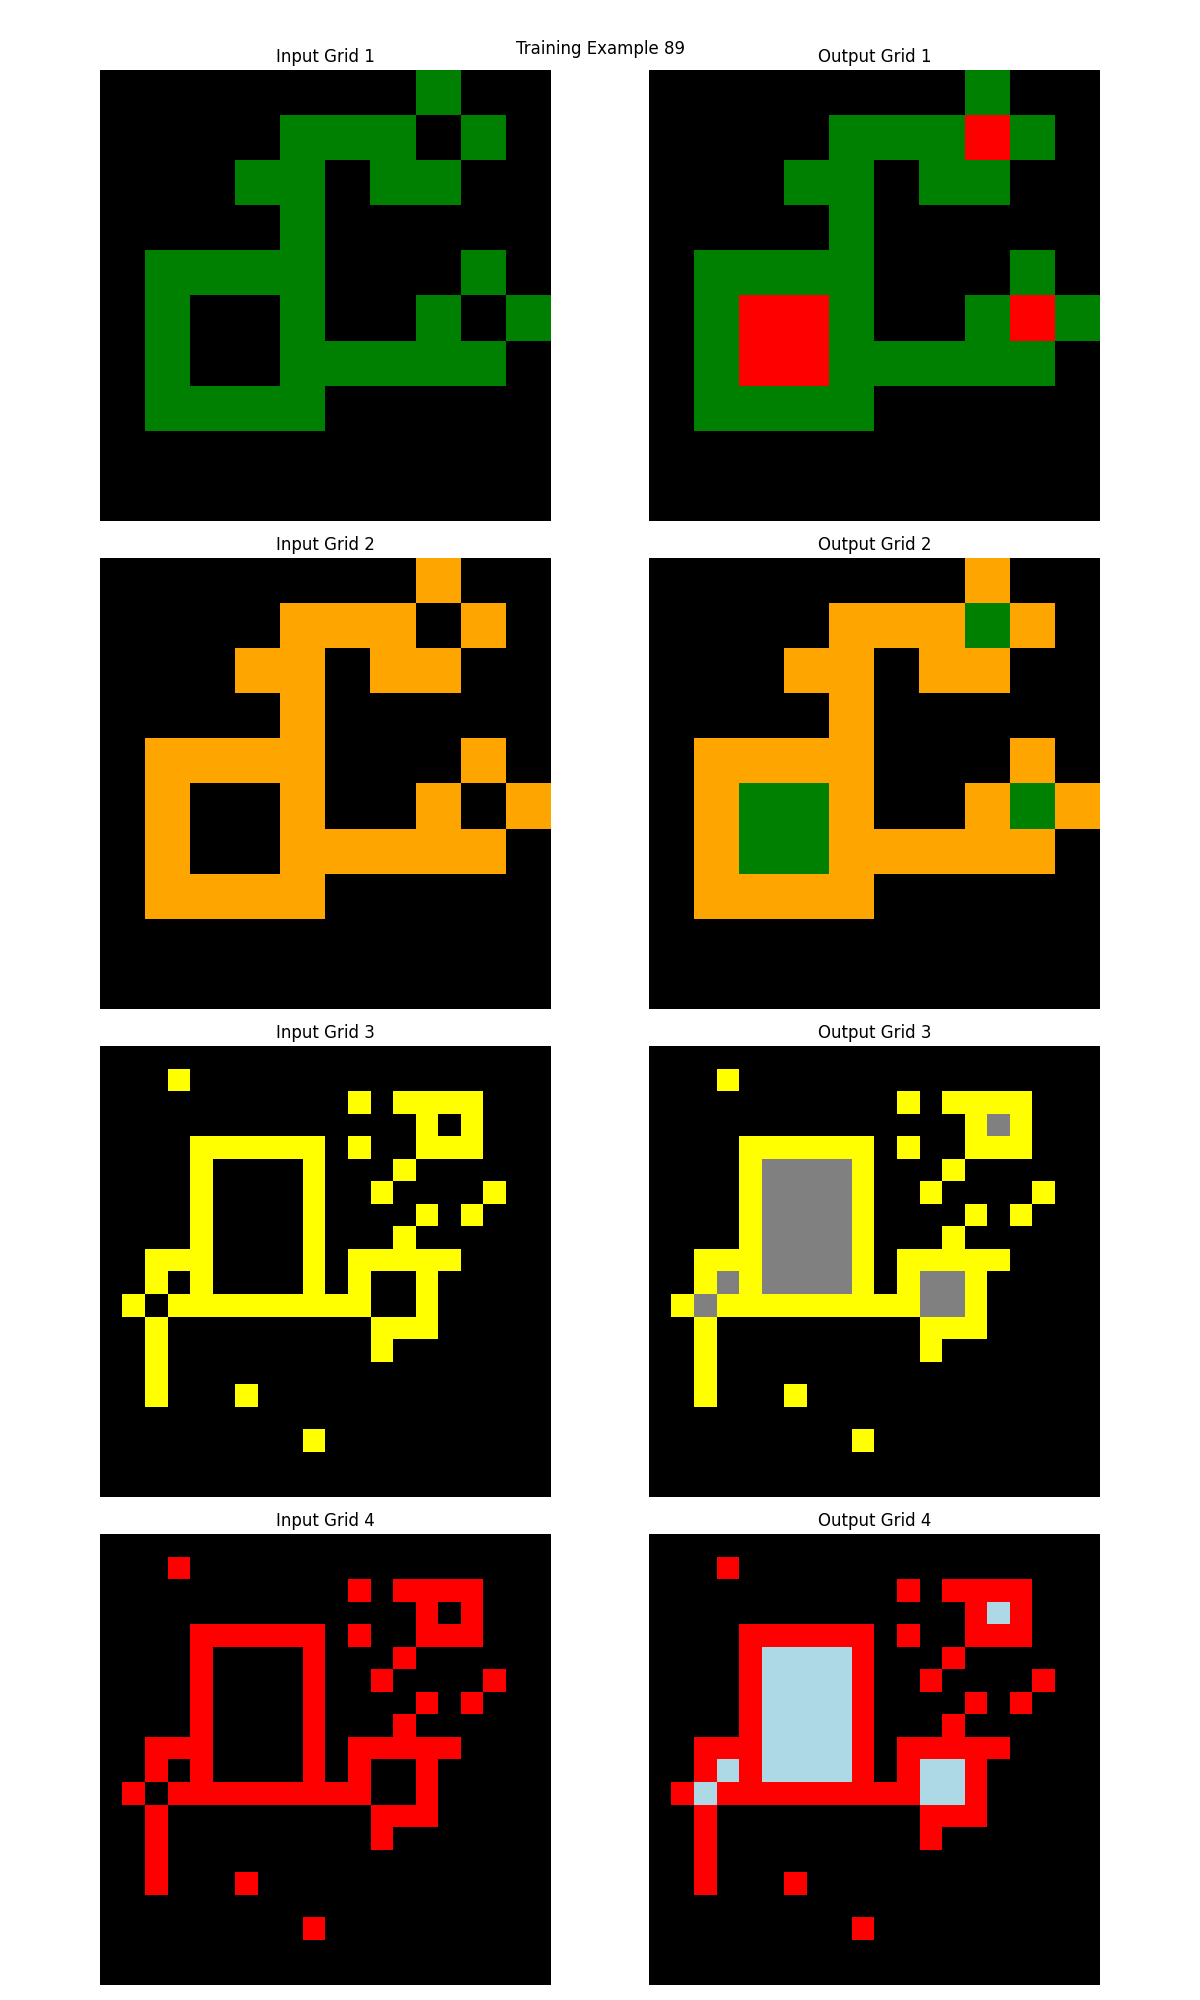 Training Example 89
Input Grid 1
Output Grid 1
Input Grid 2
Output Grid 2
Input Grid 3
Output Grid 3
Input Grid 4
Output Grid 4